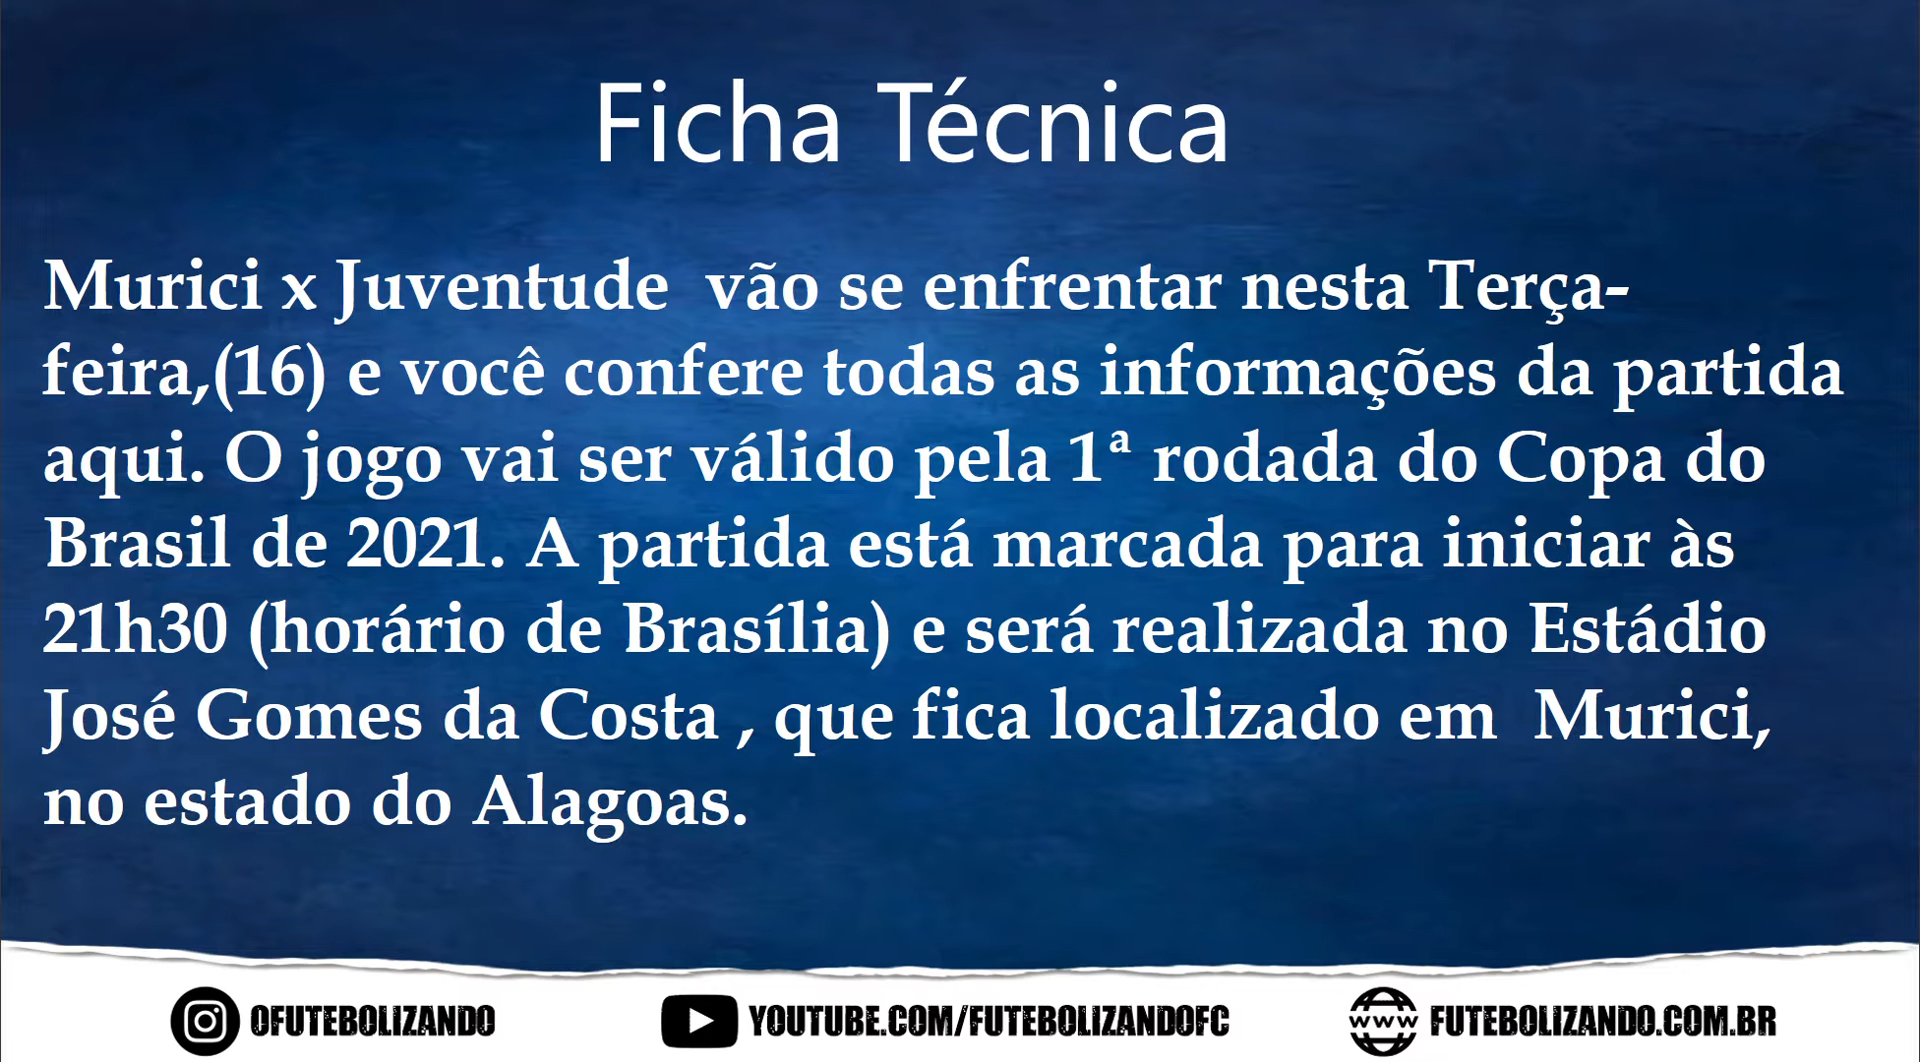 Ficha Técnica
Murici x Juventude vão se enfrentar nesta Terça-
feira,(16) e você confere todas as informações da partida
aqui. O jogo vai ser válido pela 1ª rodada do Copa do
Brasil de 2021. A partida está marcada para iniciar às
21h30 (horário de Brasília) e será realizada no Estádio
José Gomes da Costa , que fica localizado em Murici,
no estado do Alagoas.
OFUTEBOLIZANDO
YOUTUBE.COM/FUTEBOLIZANDOFC
WWW FUTEBOLIZANDO.COM.BR